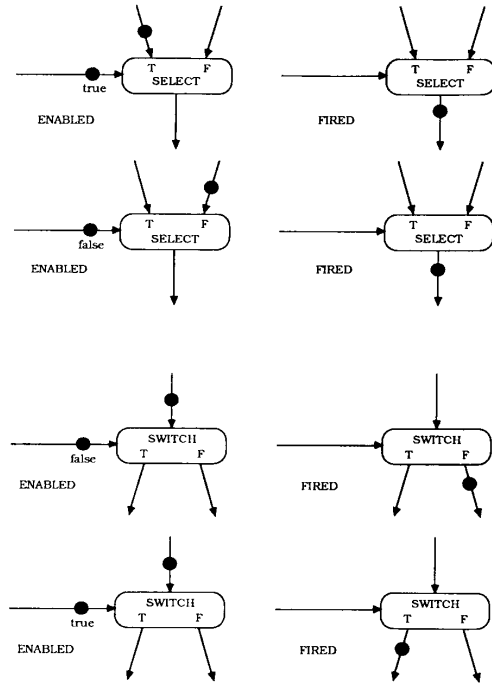 T F
T F
SELECT
SELECT
true
ENABLED
FIRED
T F
T F
SELECT
SELECT
false
ENABLED
FIRED
SWITCH
SWITCH
T F
T F
false
ENABLED
FIRED
SWITCH
SWITCH
T F
T F
true
ENABLED
FIRED